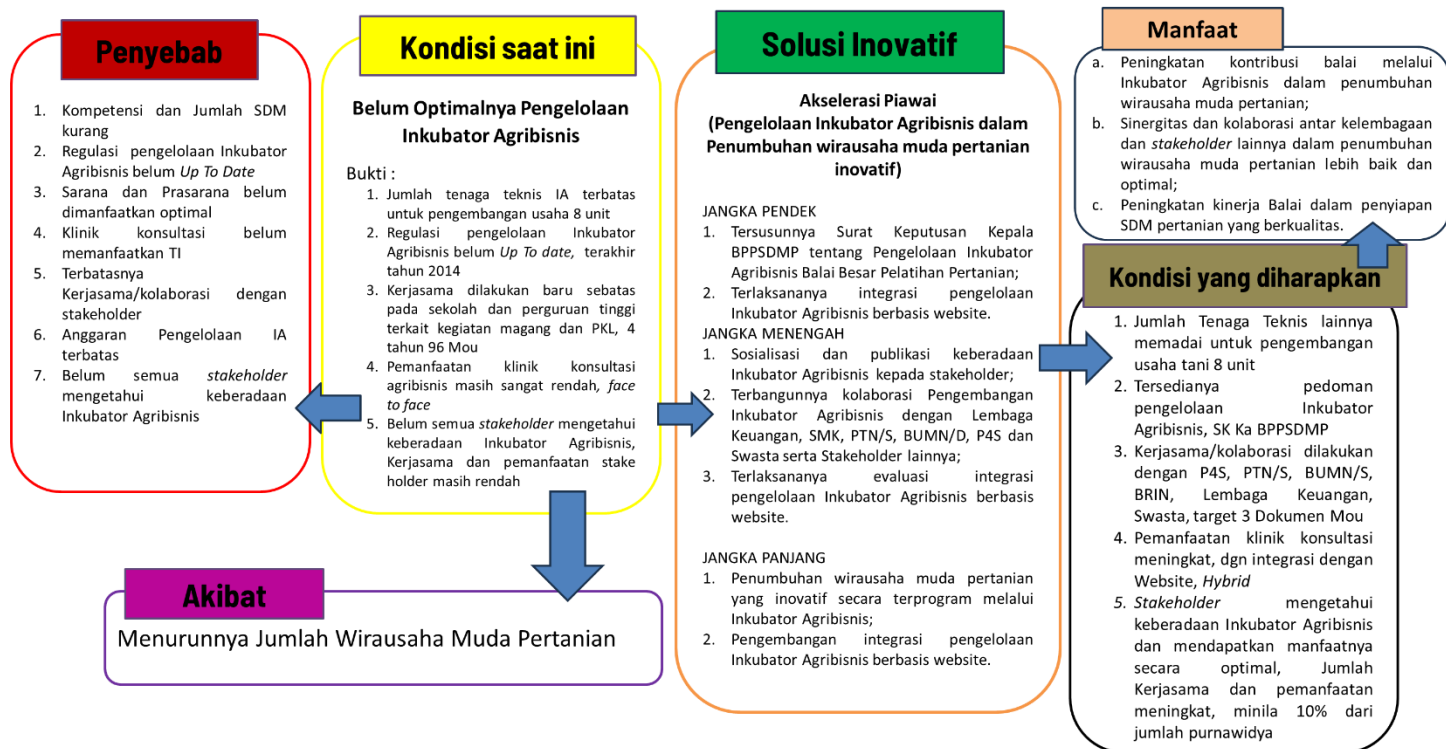 Penyebab
1. Kompetensi dan Jumlah SDM
kurang
2. Regulasi pengelolaan Inkubator
Agribisnis belum Up To Date
3. Sarana dan Prasarana belum
dimanfaatkan optimal
4. Klinik konsultasi belum
memanfaatkan TI
5. Terbatasnya
Kerjasama/kolaborasi dengan
stakeholder
6. Anggaran Pengelolaan IA
terbatas
7. Belum semua stakeholder
mengetahui keberadaan
Inkubator Agribisnis
Kondisi saat ini
Belum Optimalnya Pengelolaan
Inkubator Agribisnis
Bukti :
1. Jumlah tenaga teknis IA terbatas
untuk pengembangan usaha 8 unit
2. Regulasi pengelolaan Inkubator
Agribisnis belum Up To date, terakhir
tahun 2014
3. Kerjasama dilakukan baru sebatas
pada sekolah dan perguruan tinggi
terkait kegiatan magang dan PKL, 4
tahun 96 Mou
4. Pemanfaatan klinik konsultasi
agribisnis masih sangat rendah, face
to face
5. Belum semua stakeholder mengetahui
keberadaan Inkubator Agribisnis,
Kerjasama dan pemanfaatan stake
holder masih rendah
Akibat
Menurunnya Jumlah Wirausaha Muda Pertanian
Solusi Inovatif
Akselerasi Piawai
(Pengelolaan Inkubator Agribisnis dalam
Penumbuhan wirausaha muda pertanian
inovatif)
JANGKA PENDEK
1. Tersusunnya Surat Keputusan Kepala
BPPSDMP tentang Pengelolaan Inkubator
Agribisnis Balai Besar Pelatihan Pertanian;
2. Terlaksananya integrasi pengelolaan
Inkubator Agribisnis berbasis website.
JANGKA MENENGAH
1. Sosialisasi dan publikasi keberadaan
Inkubator Agribisnis kepada stakeholder;
2. Terbangunnya kolaborasi Pengembangan
Inkubator Agribisnis dengan Lembaga
Keuangan, SMK, PTN/S, BUMN/D, P4S dan
Swasta serta Stakeholder lainnya;
3. Terlaksananya evaluasi integrasi
pengelolaan Inkubator Agribisnis berbasis
website.
JANGKA PANJANG
1. Penumbuhan wirausaha muda pertanian
yang inovatif secara terprogram melalui
Inkubator Agribisnis;
2. Pengembangan integrasi pengelolaan
Inkubator Agribisnis berbasis website.
Manfaat
a. Peningkatan kontribusi balai melalui
Inkubator Agribisnis dalam penumbuhan
wirausaha muda pertanian;
b. Sinergitas dan kolaborasi antar kelembagaan
dan stakeholder lainnya dalam penumbuhan
wirausaha muda pertanian lebih baik dan
optimal;
c. Peningkatan kinerja Balai dalam penyiapan
SDM pertanian yang berkualitas.
Kondisi yang diharapkan
1. Jumlah Tenaga Teknis lainnya
memadai untuk pengembangan
usaha tani 8 unit
2. Tersedianya pedoman
pengelolaan Inkubator
Agribisnis, SK Ka BPPSDMP
3. Kerjasama/kolaborasi dilakukan
dengan P4S, PTN/S, BUMN/S,
BRIN, Lembaga Keuangan,
Swasta, target 3 Dokumen Mou
4. Pemanfaatan klinik konsultasi
meningkat, dgn integrasi dengan
Website, Hybrid
5. Stakeholder mengetahui
keberadaan Inkubator Agribisnis
dan mendapatkan manfaatnya
secara optimal, Jumlah
Kerjasama dan pemanfaatan
meningkat, minila 10% dari
jumlah purnawidya